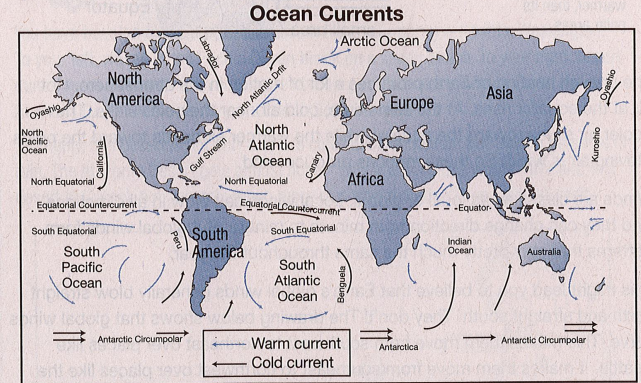 Ocean Currents
Arctic Ocean
Labrador
North Atlantic Drift
North
America
Europe
Asia
Oyashio
Oyashio
North
Pacific
Ocean
California
Gulf Stream
North
Atlantic
Ocean
Canary
Kuroshio
Africa
North Equatorial
North Equatorial
Equatorial Countercurrent
Equatorial Countercurrent
Equator
South Equatorial
South Equatorial
Peru
South
America
Indian
Ocean
Australia
South
Pacific
Ocean
South
Atlantic
Ocean
Benguela
Antarctic Circumpolar
Warm current
Cold current
Antarctica
Antarctic Circumpolar